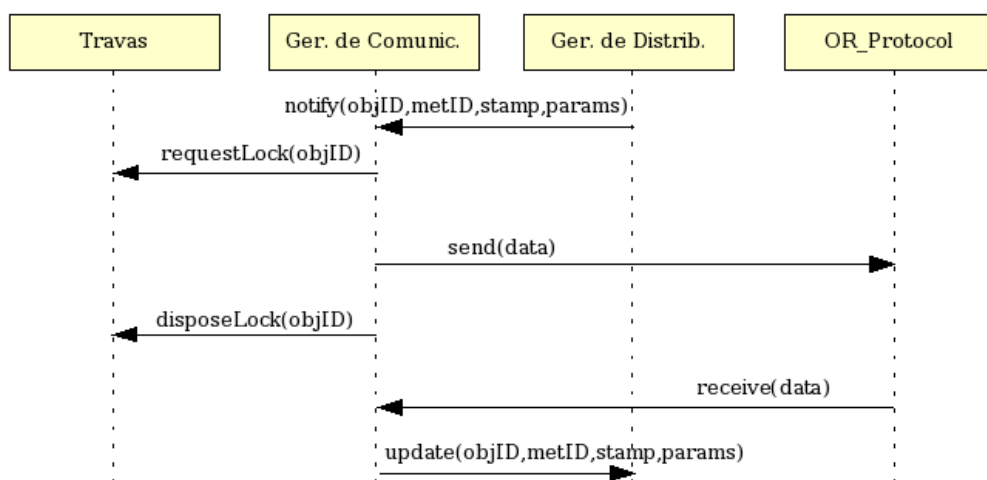 Travas
Ger. de Comunic.
Ger. de Distrib.
OR_Protocol
notify(objID,metID,stamp,params)
requestLock(objID)
send(data)
disposeLock(objID)
receive(data)
update(objID,metID,stamp,params)